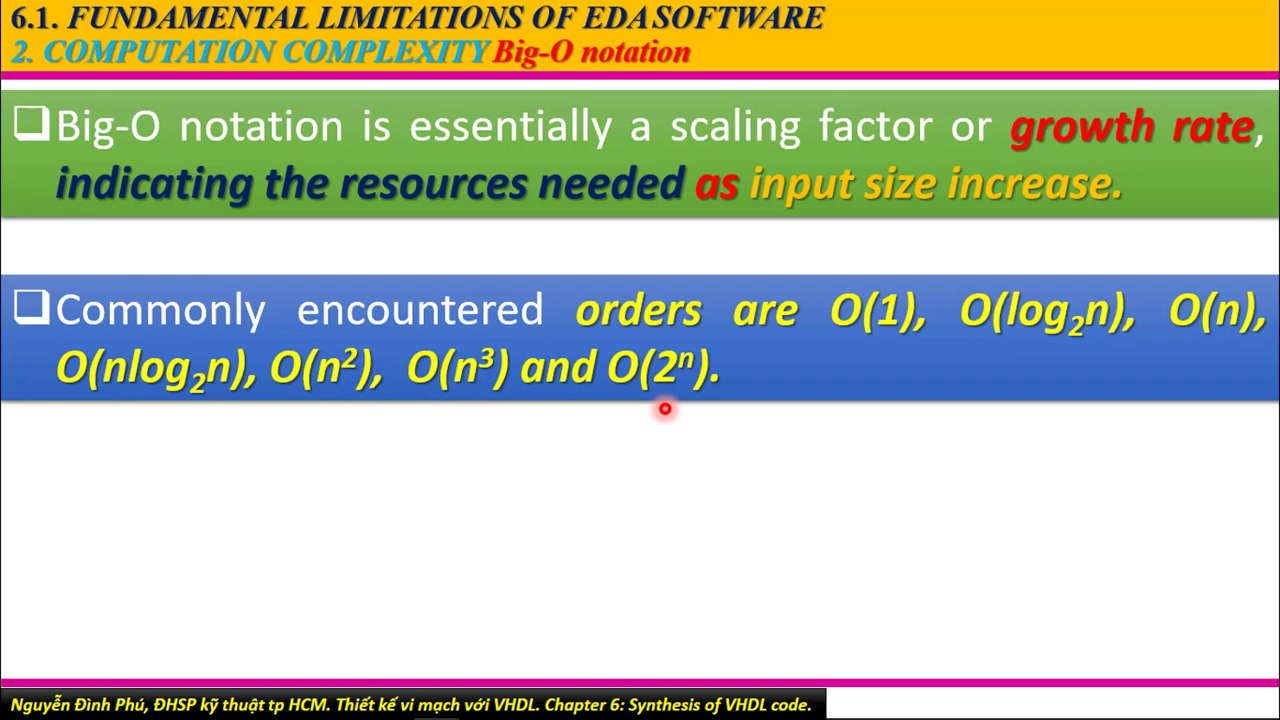 6.1. FUNDAMENTAL LIMITATIONS OF EDA SOFTWARE
2. COMPUTATION COMPLEXITY Big-O notation
❑Big-O notation is essentially a scaling factor or growth rate,
indicating the resources needed as input size increase.
❑Commonly encountered orders are O(1), O(log₂n), O(n),
O(nlog₂n), O(n²), O(n³) and O(2ⁿ).
Nguyễn Đình Phú, ĐHSP kỹ thuật tp HCM. Thiết kế vi mạch với VHDL. Chapter 6: Synthesis of VHDL code.